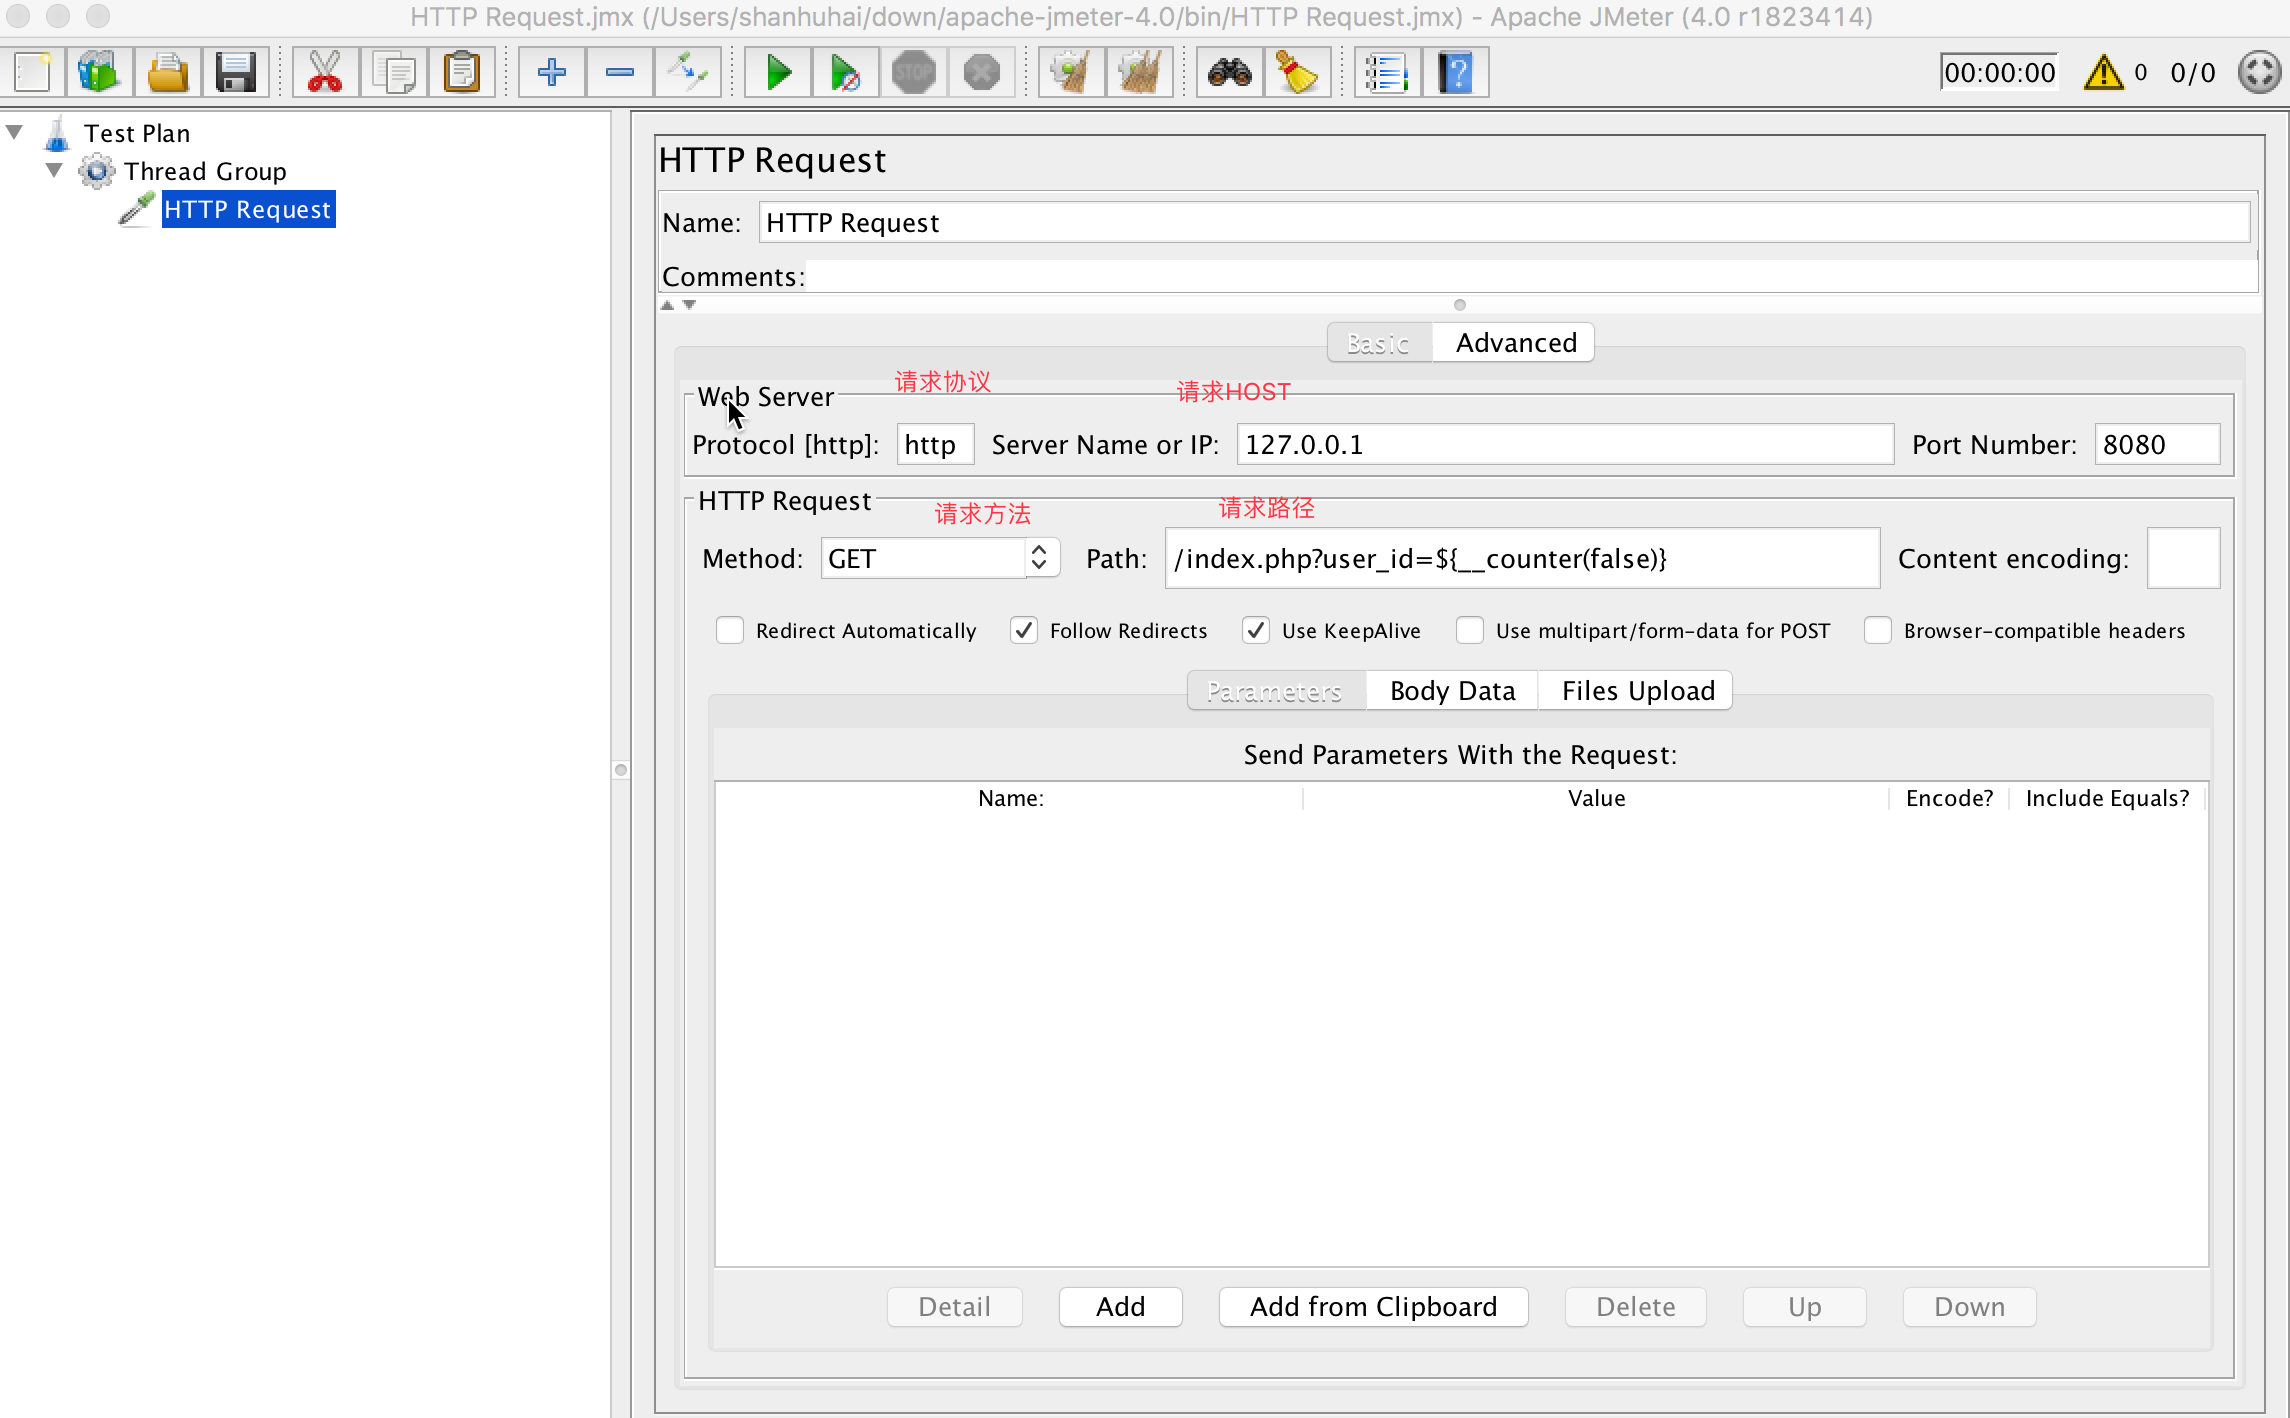 HTTP Request.jmx (/Users/shanhuhai/down/apache-jmeter-4.0/bin/HTTP Request.jmx) - Apache JMeter (4.0 r1823414)
STOP
00:00:00 0 0/0
Test Plan
Thread Group
HTTP Request
HTTP Request
Name: HTTP Request
Comments:
Basic Advanced
请求协议 请求HOST
Web Server
Protocol [http]: http Server Name or IP: 127.0.0.1 Port Number: 8080
HTTP Request 请求方法 请求路径
Method: GET Path: /index.php?user_id=${__counter(false)} Content encoding:
Redirect Automatically Follow Redirects Use KeepAlive Use multipart/form-data for POST Browser-compatible headers
Parameters Body Data Files Upload
Send Parameters With the Request:
Name: Value Encode? Include Equals?
Detail Add Add from Clipboard Delete Up Down